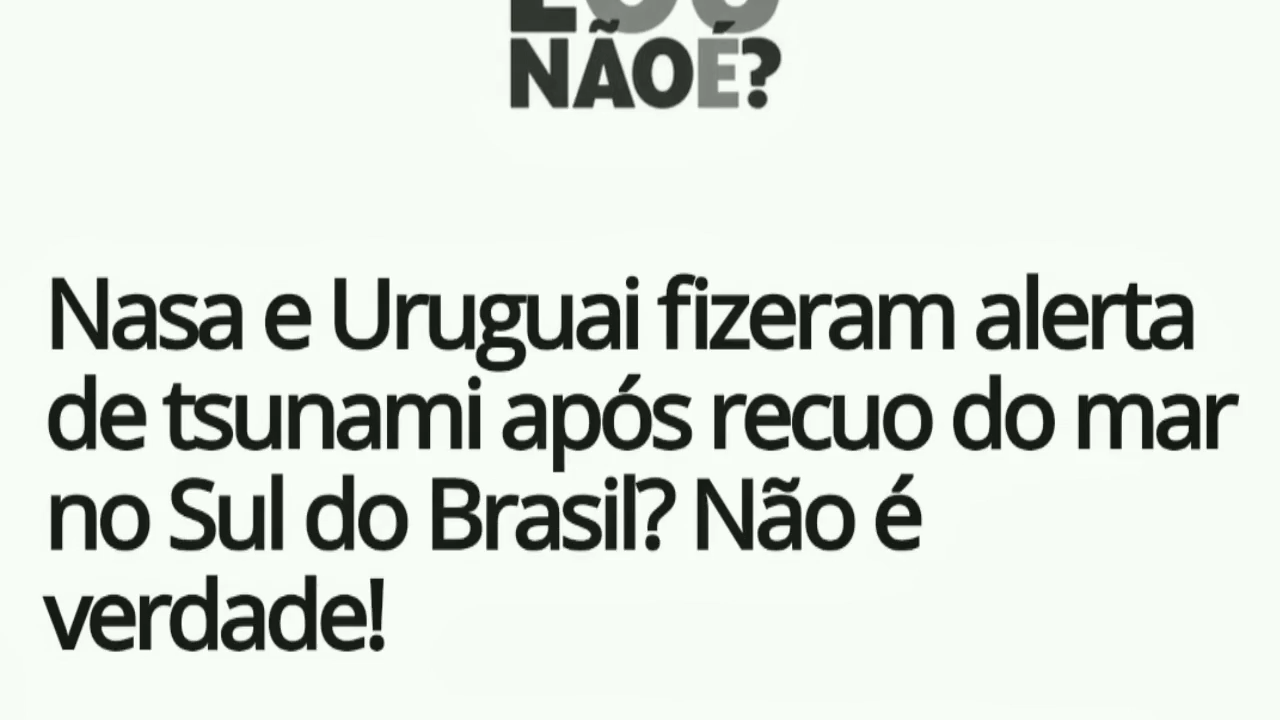 NÃO É?
Nasa e Uruguai fizeram alerta
de tsunami após recuo do mar
no Sul do Brasil? Não é
verdade!